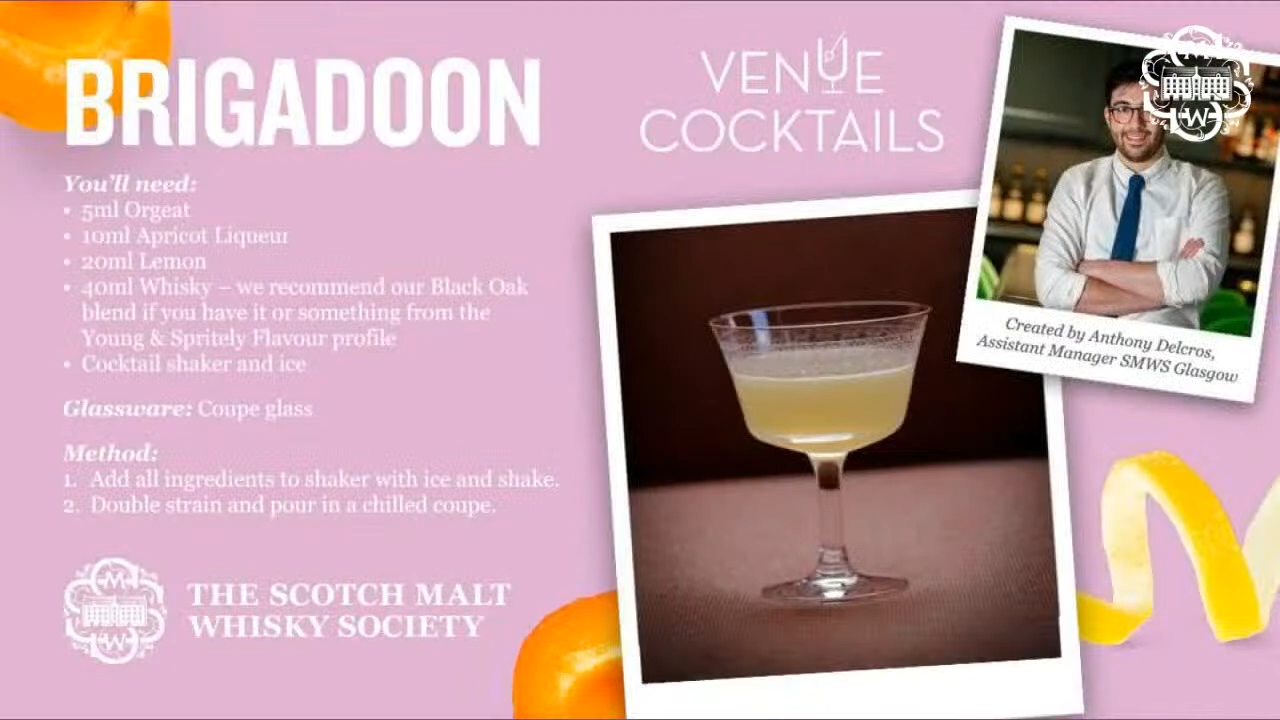 BRIGADOON
You'll need:
• 5ml Orgeat
• 10ml Apricot Liqueur
• 20ml Lemon
• 40ml Whisky – we recommend our Black Oak
blend if you have it or something from the
Young & Spritely Flavour profile
• Cocktail shaker and ice
Glassware: Coupe glass
Method:
1. Add all ingredients to shaker with ice and shake.
2. Double strain and pour in a chilled coupe.
M
W
THE SCOTCH MALT
WHISKY SOCIETY
VENUE
COCKTAILS
M
W
Created by Anthony Delcros,
Assistant Manager SMWS Glasgow